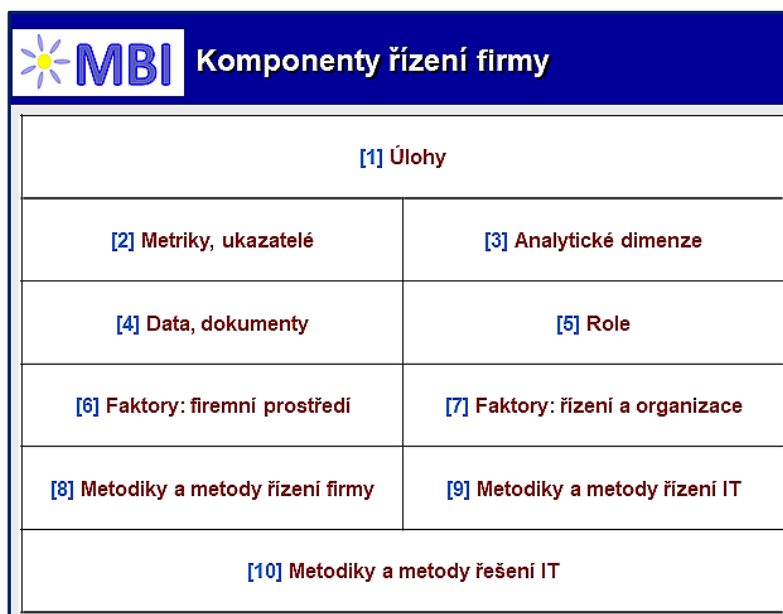 MBI
Komponenty řízení firmy
[1] Úlohy
[2] Metriky, ukazatelé
[3] Analytické dimenze
[4] Data, dokumenty
[5] Role
[6] Faktory: firemní prostředí
[7] Faktory: řízení a organizace
[8] Metodiky a metody řízení firmy
[9] Metodiky a metody řízení IT
[10] Metodiky a metody řešení IT